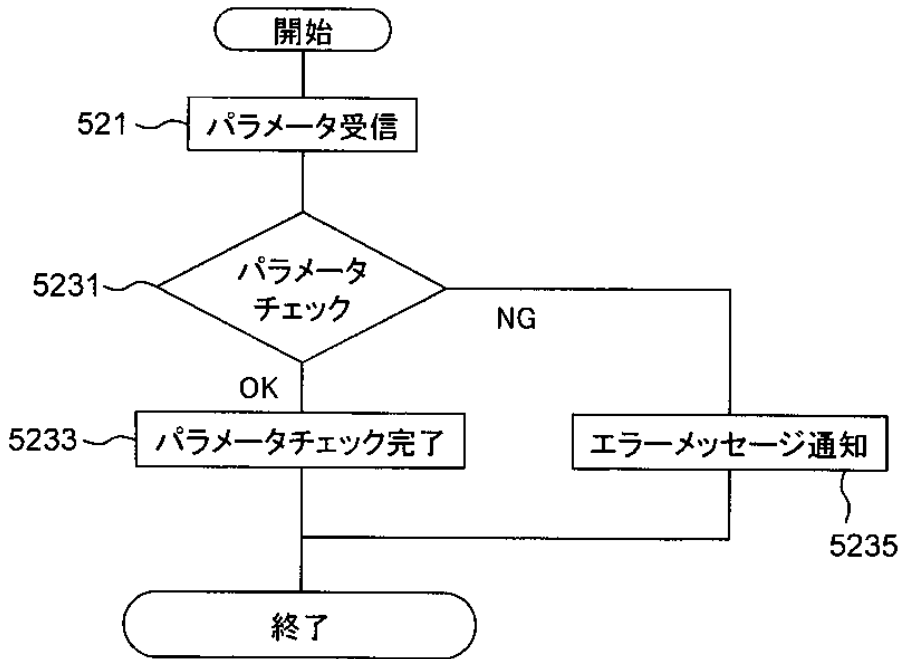 開始
521
パラメータ受信
5231
パラメータ
チェック
NG
OK
5233
パラメータチェック完了
エラーメッセージ通知
5235
終了